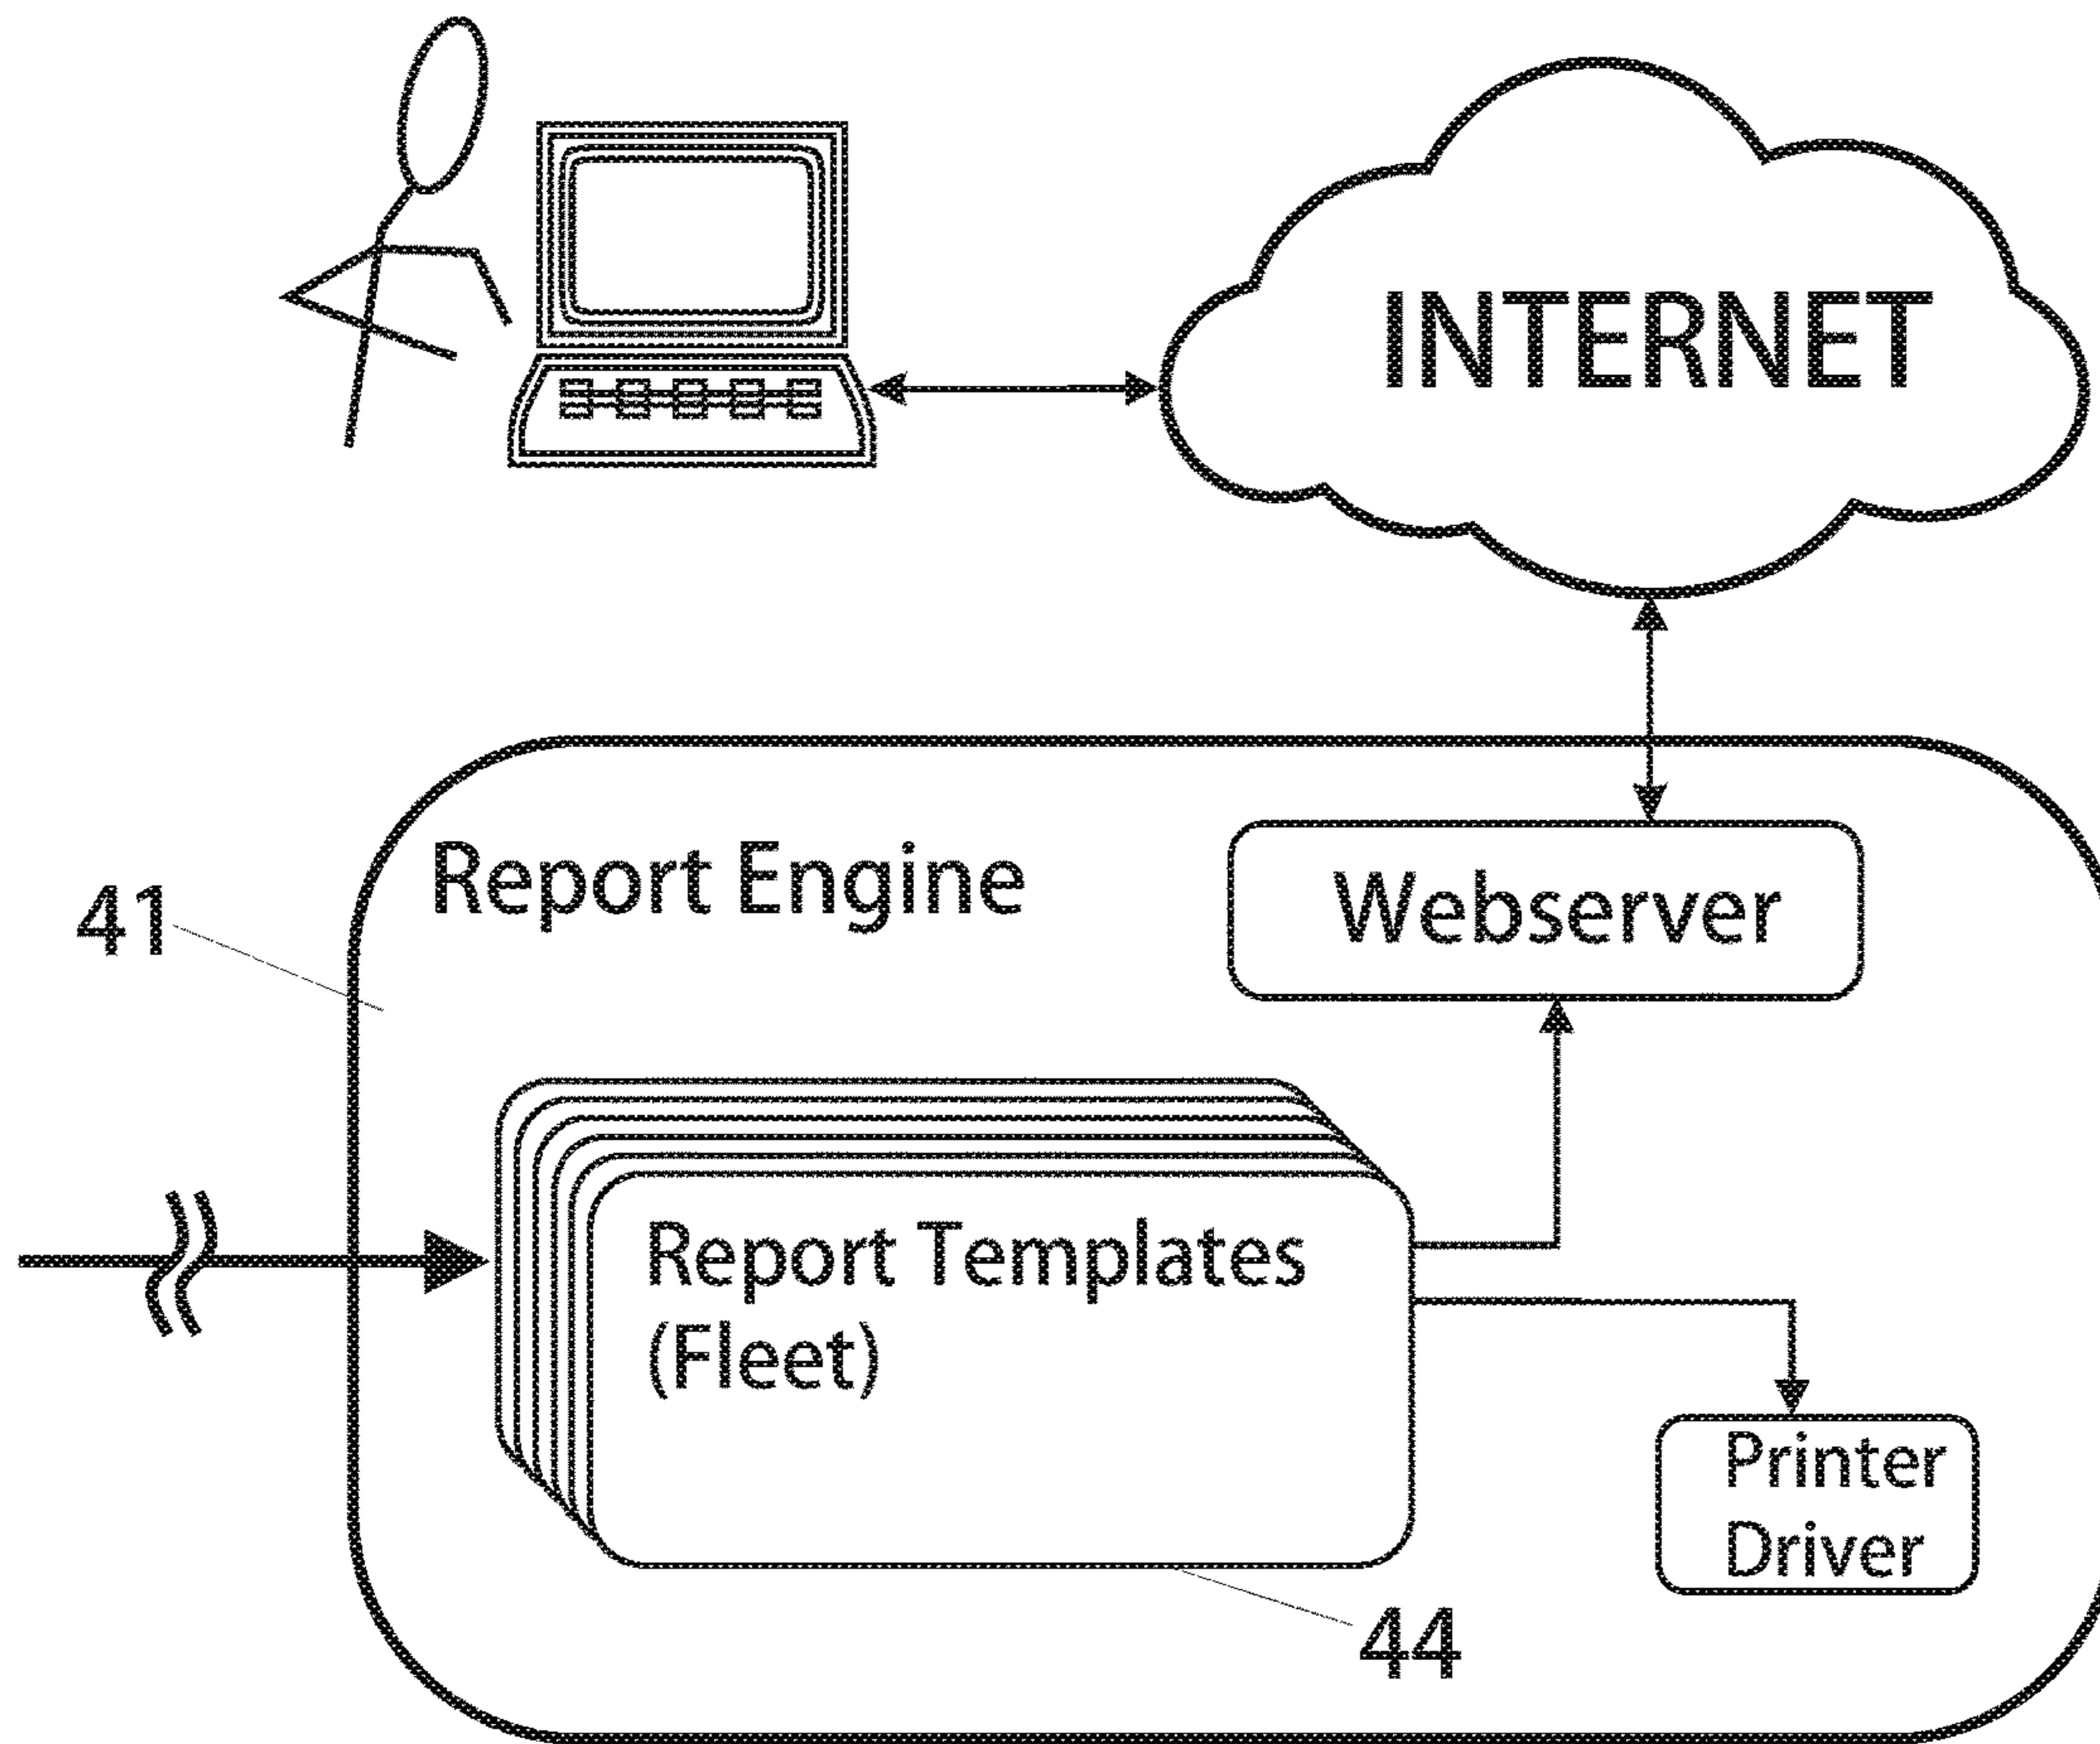 INTERNET
Report Engine
Webserver
41
Report Templates
(Fleet)
Printer
Driver
44